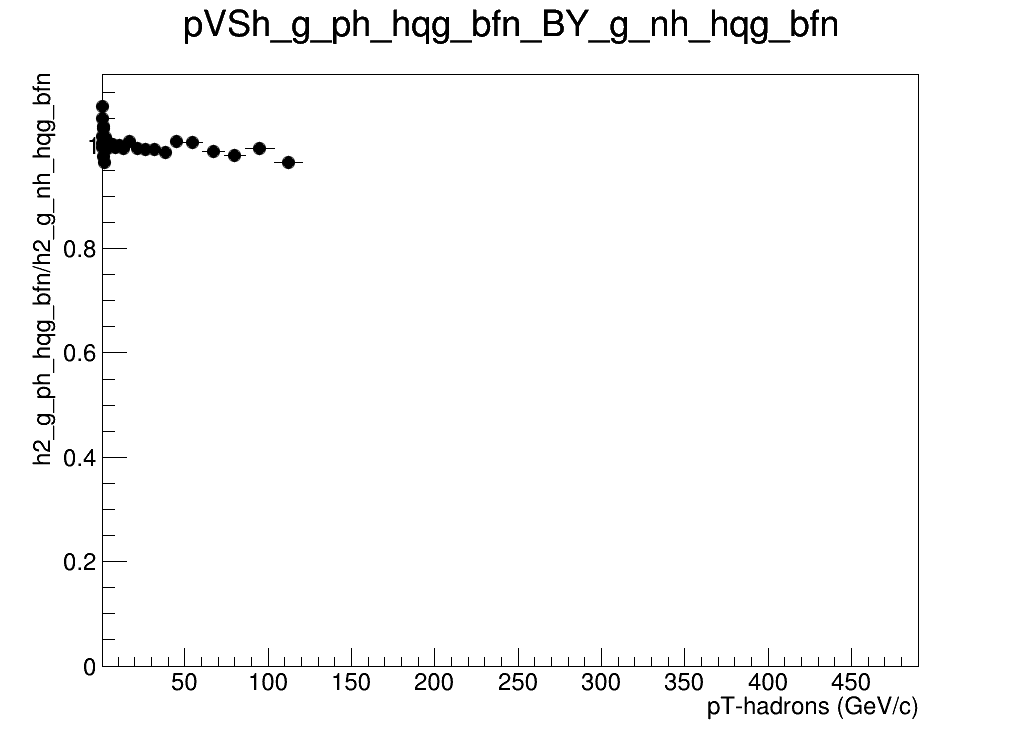 pVSh_g_ph_hqg_bfn_BY_g_nh_hqg_bfn
h2_g_ph_hqg_bfn/h2_g_nh_hqg_bfn
1
0.8
0.6
0.4
0.2
0
50 100 150 200 250 300 350 400 450
pT-hadrons (GeV/c)